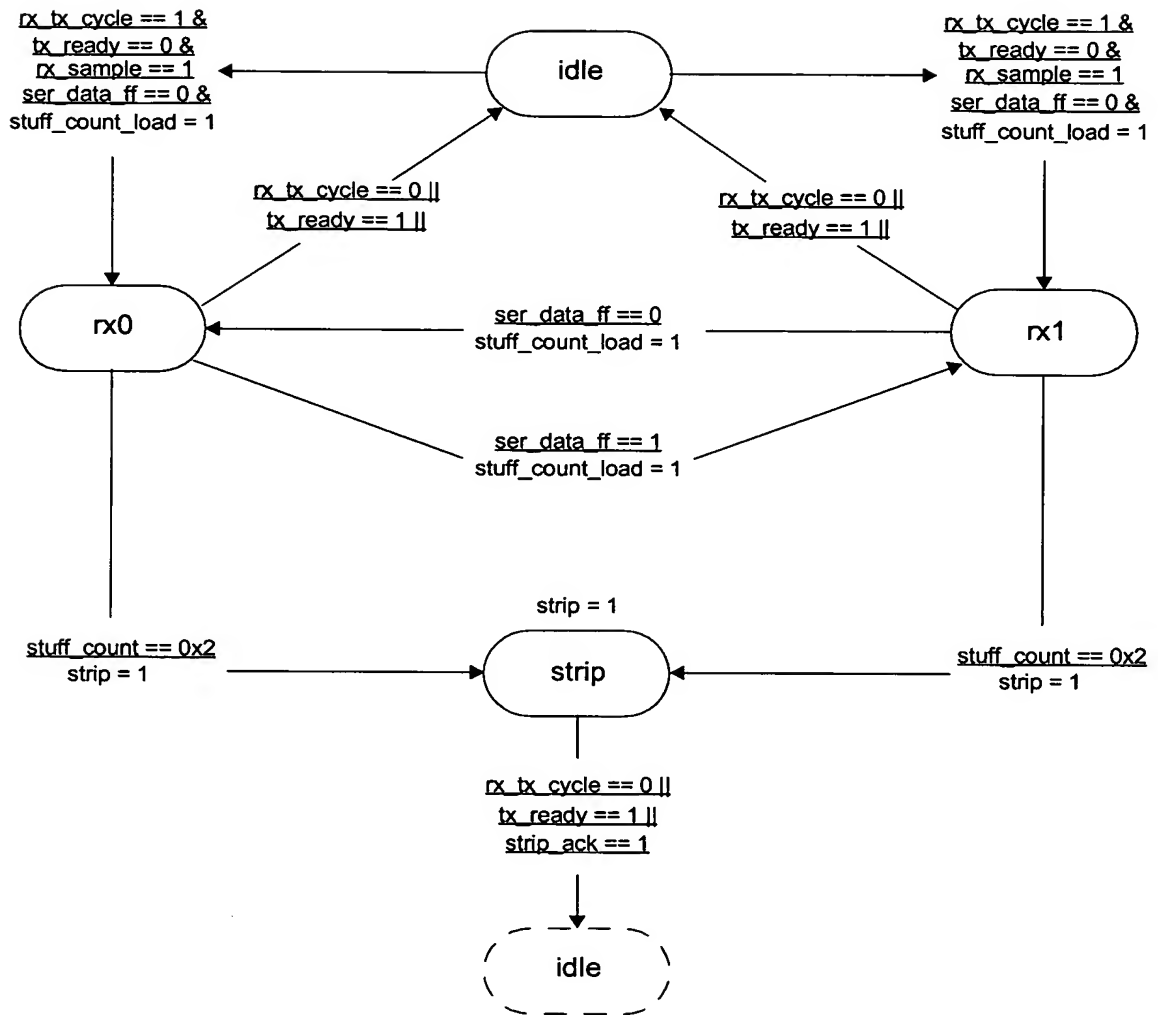 rx_tx_cycle == 1 &
tx_ready == 0 &
rx_sample == 1
ser_data_ff == 0 &
stuff_count_load = 1
idle
rx_tx_cycle == 1 &
tx_ready == 0 &
rx_sample == 1
ser_data_ff == 0 &
stuff_count_load = 1
rx_tx_cycle == 0 ||
tx_ready == 1 ||
rx_tx_cycle == 0 ||
tx_ready == 1 ||
rx0
ser_data_ff == 0
stuff_count_load = 1
rx1
ser_data_ff == 1
stuff_count_load = 1
strip = 1
stuff_count == 0x2
strip = 1
strip
stuff_count == 0x2
strip = 1
rx_tx_cycle == 0 ||
tx_ready == 1 ||
strip_ack == 1
idle